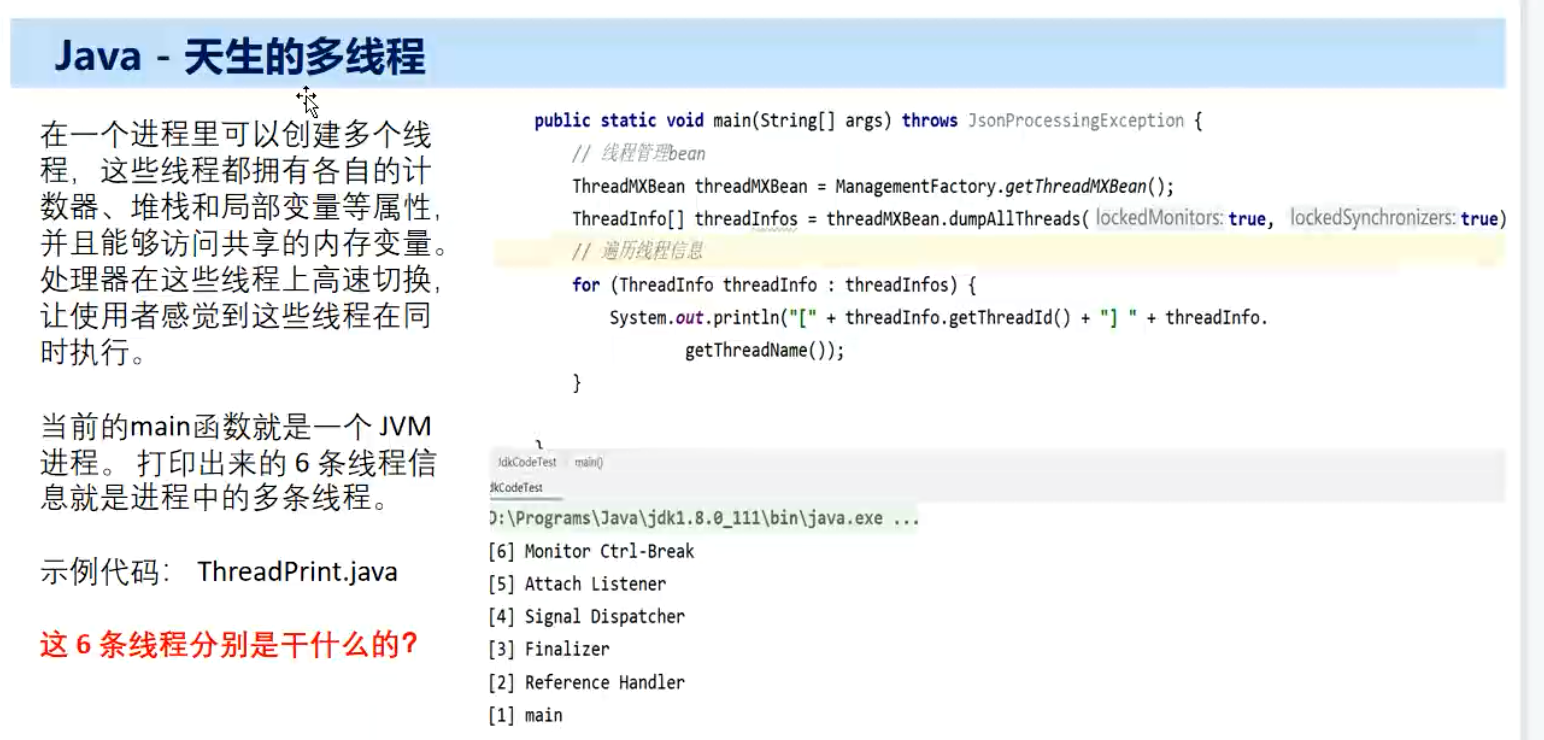 Java - 天生的多线程
在一个进程里可以创建多个线
程，这些线程都拥有各自的计
数器、堆栈和局部变量等属性，
并且能够访问共享的内存变量。
处理器在这些线程上高速切换，
让使用者感觉到这些线程在同
时执行。
当前的main函数就是一个 JVM
进程。 打印出来的 6 条线程信
息就是进程中的多条线程。
示例代码： ThreadPrint.java
这 6 条线程分别是干什么的？
public static void main(String[] args) throws JsonProcessingException {
// 线程管理bean
ThreadMXBean threadMXBean = ManagementFactory.getThreadMXBean();
ThreadInfo[] threadInfos = threadMXBean.dumpAllThreads( lockedMonitors: true, lockedSynchronizers: true)
// 遍历线程信息
for (ThreadInfo threadInfo : threadInfos) {
System.out.println("[" + threadInfo.getThreadId() + "] " + threadInfo.
getThreadName());
}
}
JdkCodeTest main()
dkCodeTest
D:\Programs\Java\jdk1.8.0_111\bin\java.exe ...
[6] Monitor Ctrl-Break
[5] Attach Listener
[4] Signal Dispatcher
[3] Finalizer
[2] Reference Handler
[1] main